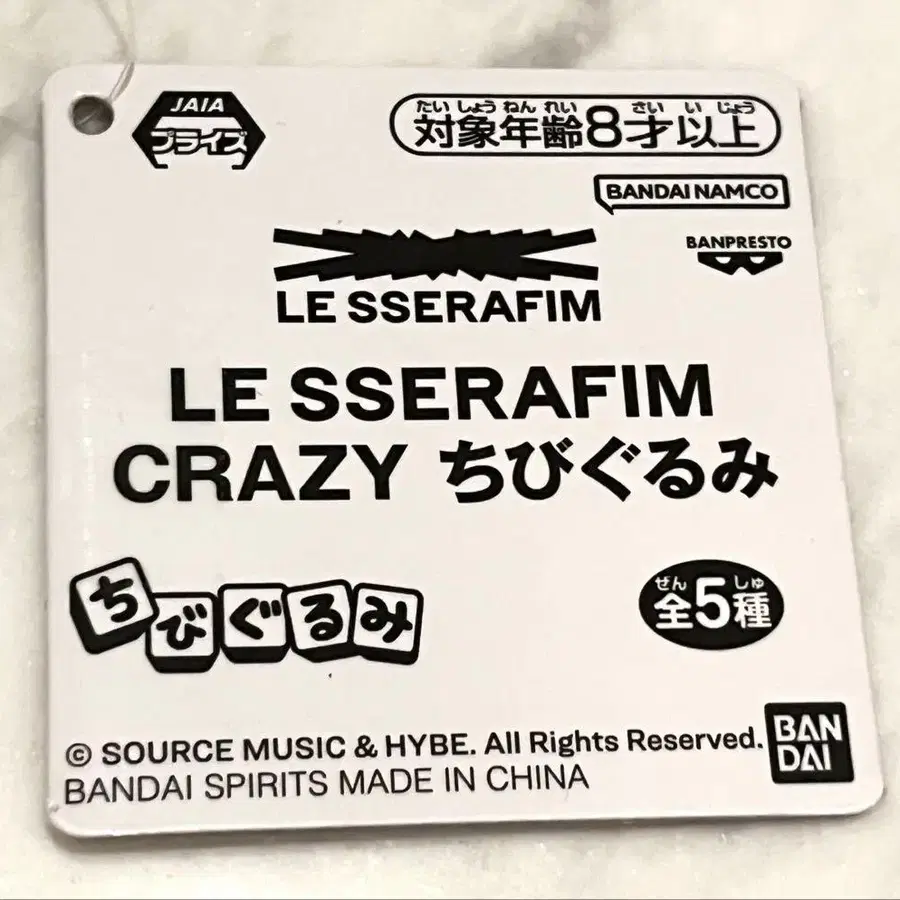 JAIA
プライズ
たいしょうねんれい さいいじょう
対象年齢8才以上
BANDAI NAMCO
BANPRESTO
LE SSERAFIM
LE SSERAFIM
CRAZY ちびぐるみ
ちびぐるみ
ぜん しゅ
全5種
© SOURCE MUSIC & HYBE. All Rights Reserved.
BANDAI SPIRITS MADE IN CHINA
BAN
DAI